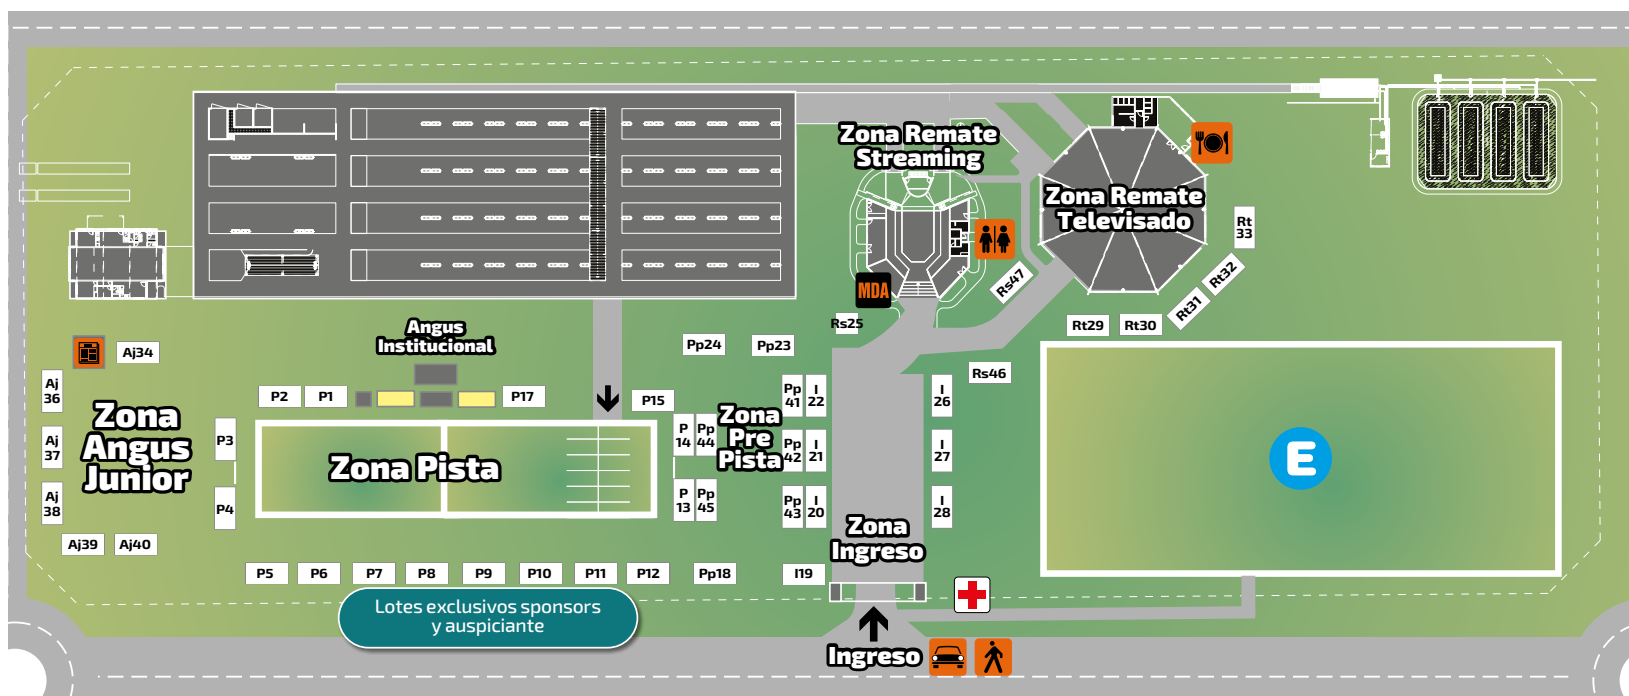 Zona Remate
Streaming
Zona Remate
Televisado
Rt
33
Rt32
Rt31
Rt29
Rt30
Rs47
MDA
Rs25
Rs46
Angus
Institucional
Aj34
Aj
36
Aj
37
Aj
38
Aj39
Aj40
Zona
Angus
Junior
P2
P1
P17
P15
P3
P4
Zona Pista
P
14
Pp
44
P
13
Pp
45
Pp24
Pp23
Zona
Pre
Pista
Pp
41
I
22
Pp
42
I
21
Pp
43
I
20
I
26
I
27
I
28
Zona
Ingreso
E
P5
P6
P7
P8
P9
P10
P11
P12
Pp18
I19
Lotes exclusivos sponsors
y auspiciante
Ingreso